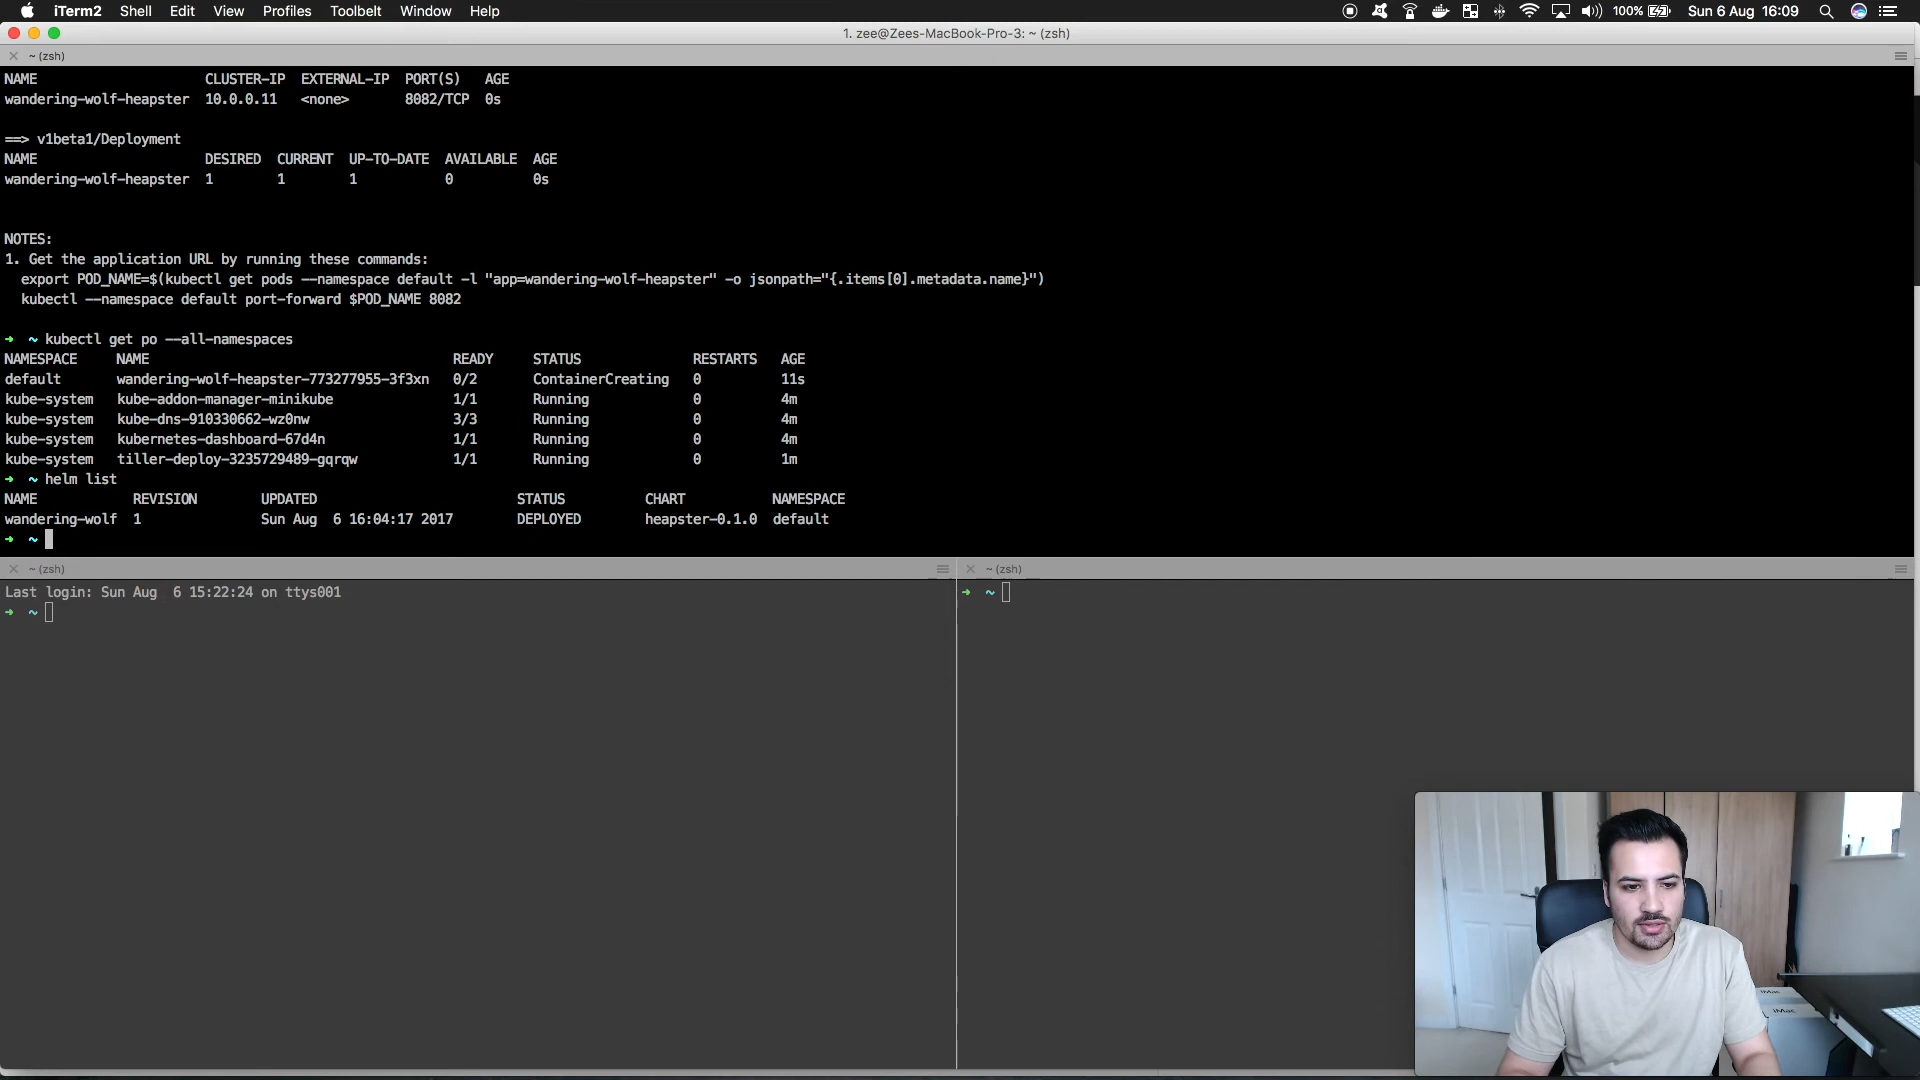 iTerm2 Shell Edit View Profiles Toolbelt Window Help 100% Sun 6 Aug 16:09
1. zee@Zees-MacBook-Pro-3: ~ (zsh)
~ (zsh)
NAME CLUSTER-IP EXTERNAL-IP PORT(S) AGE
wandering-wolf-heapster 10.0.0.11 <none> 8082/TCP 0s
==> v1beta1/Deployment
NAME DESIRED CURRENT UP-TO-DATE AVAILABLE AGE
wandering-wolf-heapster 1 1 1 0 0s
NOTES:
1. Get the application URL by running these commands:
export POD_NAME=$(kubectl get pods --namespace default -l "app=wandering-wolf-heapster" -o jsonpath="{.items[0].metadata.name}")
kubectl --namespace default port-forward $POD_NAME 8082
➜ ~ kubectl get po --all-namespaces
NAMESPACE NAME READY STATUS RESTARTS AGE
default wandering-wolf-heapster-773277955-3f3xn 0/2 ContainerCreating 0 11s
kube-system kube-addon-manager-minikube 1/1 Running 0 4m
kube-system kube-dns-910330662-wz0nw 3/3 Running 0 4m
kube-system kubernetes-dashboard-67d4n 1/1 Running 0 4m
kube-system tiller-deploy-3235729489-gqrqw 1/1 Running 0 1m
➜ ~ helm list
NAME REVISION UPDATED STATUS CHART NAMESPACE
wandering-wolf 1 Sun Aug 6 16:04:17 2017 DEPLOYED heapster-0.1.0 default
➜ ~
~ (zsh)
Last login: Sun Aug 6 15:22:24 on ttys001
➜ ~
~ (zsh)
➜ ~
iMac
iMac